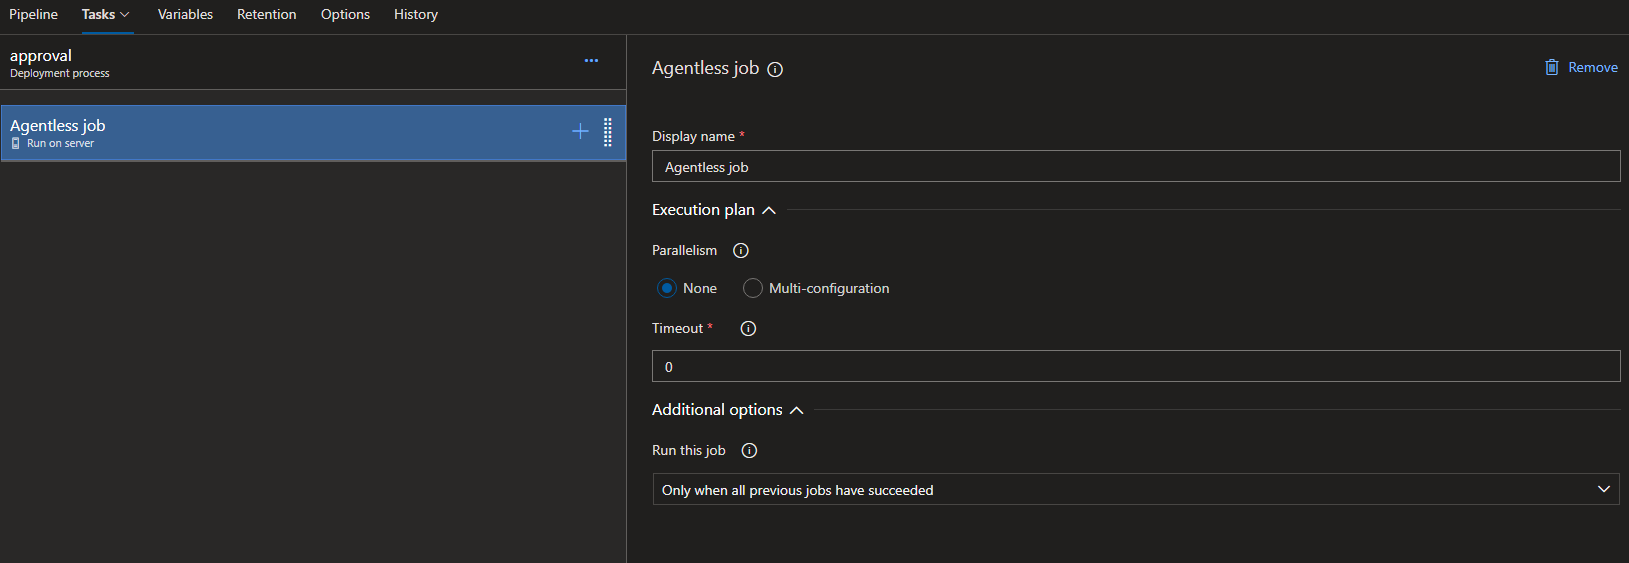 Pipeline Tasks Variables Retention Options History
approval
Deployment process
Agentless job
Run on server
Agentless job
Remove
Display name *
Agentless job
Execution plan
Parallelism
None Multi-configuration
Timeout *
0
Additional options
Run this job
Only when all previous jobs have succeeded